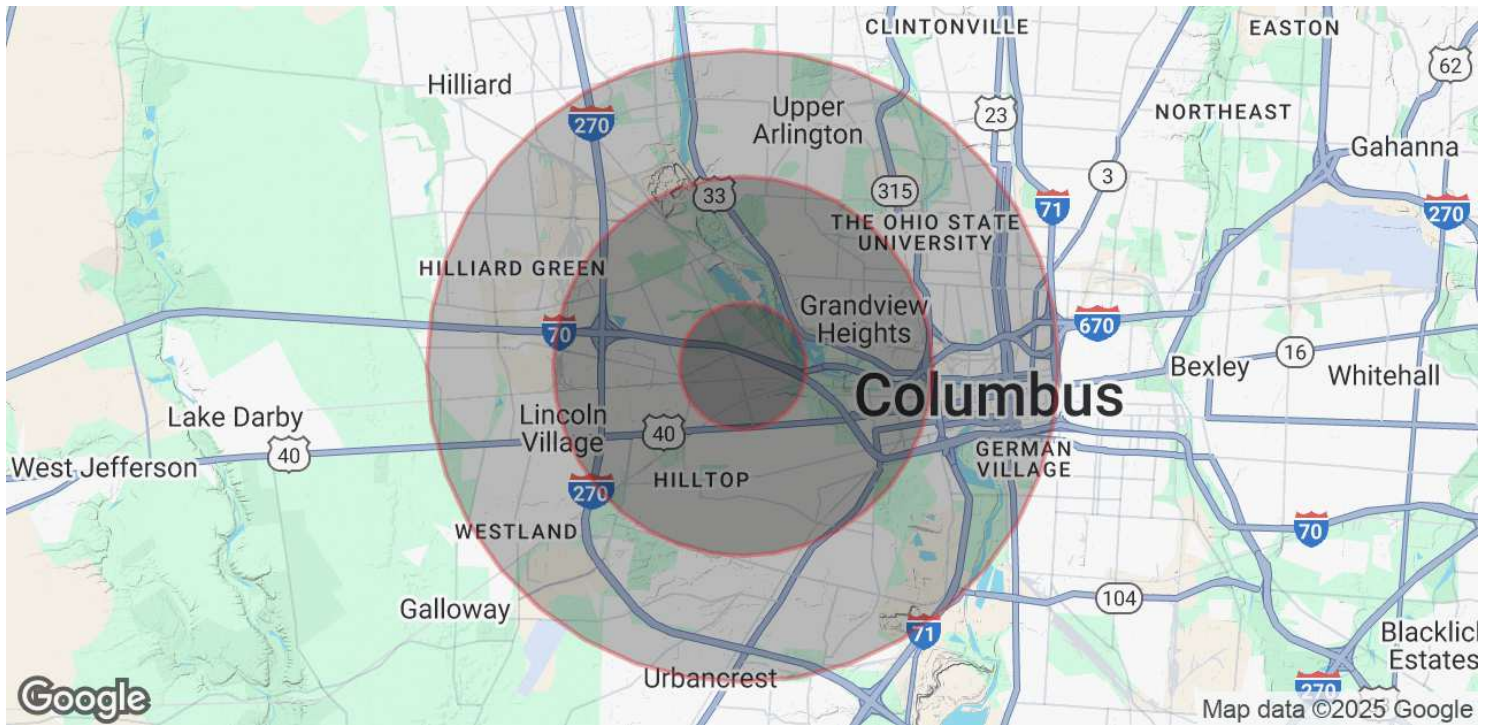 CLINTONVILLE
EASTON
62
Hilliard
Upper
Arlington
270
23
NORTHEAST
Gahanna
3
33
315
71
270
THE OHIO STATE
UNIVERSITY
HILLIARD GREEN
Grandview
Heights
70
670
16
Bexley
Whitehall
Columbus
Lake Darby
Lincoln
Village
40
40
West Jefferson
GERMAN
VILLAGE
HILLTOP
270
WESTLAND
70
Galloway
104
71
Blacklick
Estates
Urbancrest
270
Google
Map data ©2025 Google